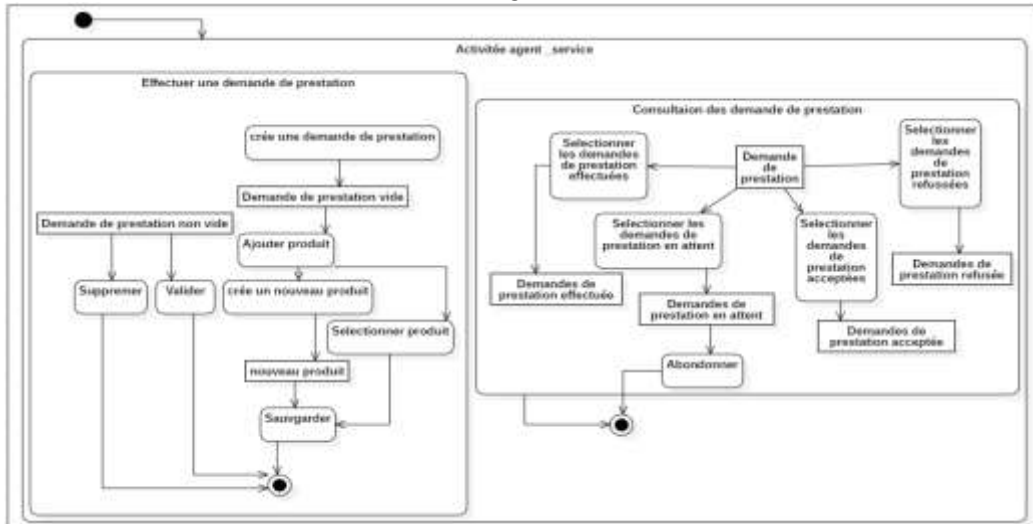 Activitée agent _service
Effectuer une demande de prestation
crée une demande de prestation
Demande de prestation vide
Demande de prestation non vide
Ajouter produit
Suppremer
Valider
crée un nouveau produit
Selectionner produit
nouveau produit
Sauvgarder
Consultaion des demande de prestation
Selectionner
les demandes
de prestation
effectuées
Demande
de
prestation
Selectionner
les
demandes
de
prestation
refussées
Selectionner les
demandes de
prestation en attent
Selectionner
les
demandes
de
prestation
acceptées
Demandes de
prestation effectuée
Demandes de
prestation refusée
Demandes de
prestation en attent
Demandes de
prestation acceptée
Abondonner